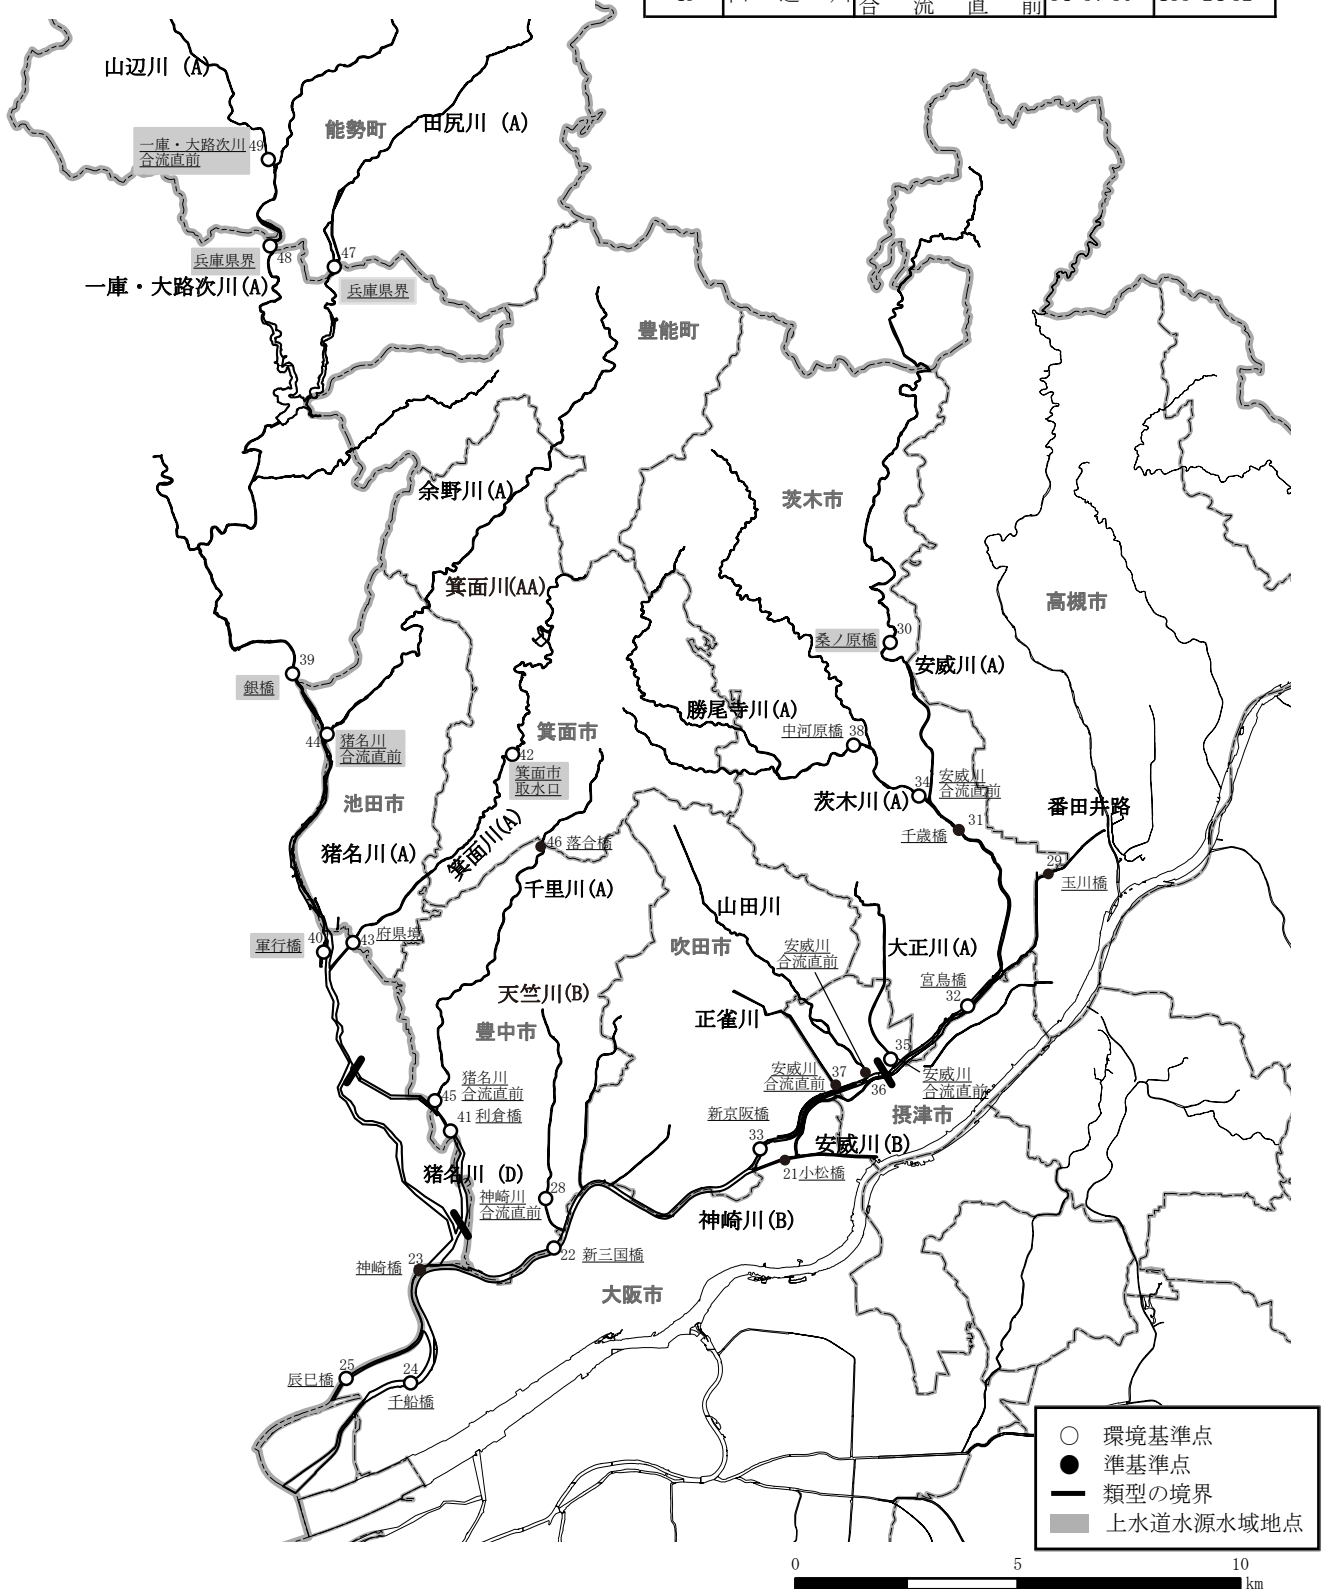 合流直前
山辺川 (A)
能勢町
田尻川 (A)
一庫・大路次川
合流直前
49
兵庫県界
48
47
兵庫県界
一庫・大路次川(A)
豊能町
余野川(A)
茨木市
箕面川(AA)
高槻市
30
桑ノ原橋
安威川(A)
39
銀橋
勝尾寺川(A)
中河原橋
38
44
猪名川
合流直前
箕面市
42
箕面市
取水口
池田市
34
安威川
合流直前
茨木川(A)
31
千歳橋
番田井路
猪名川(A)
箕面川(A)
46 落合橋
29
玉川橋
千里川(A)
山田川
吹田市
大正川(A)
安威川
合流直前
軍行橋
40
43
府県境
宮鳥橋
32
天竺川(B)
正雀川
豊中市
35
安威川
合流直前
安威川
合流直前
37
36
猪名川
合流直前
45
41 利倉橋
新京阪橋
33
摂津市
安威川(B)
21 小松橋
猪名川 (D)
神崎川
合流直前
28
神崎川(B)
22 新三国橋
神崎橋
23
大阪市
辰巳橋
25
24
千船橋
環境基準点
準基準点
類型の境界
上水道水源水域地点
0
5
10
km